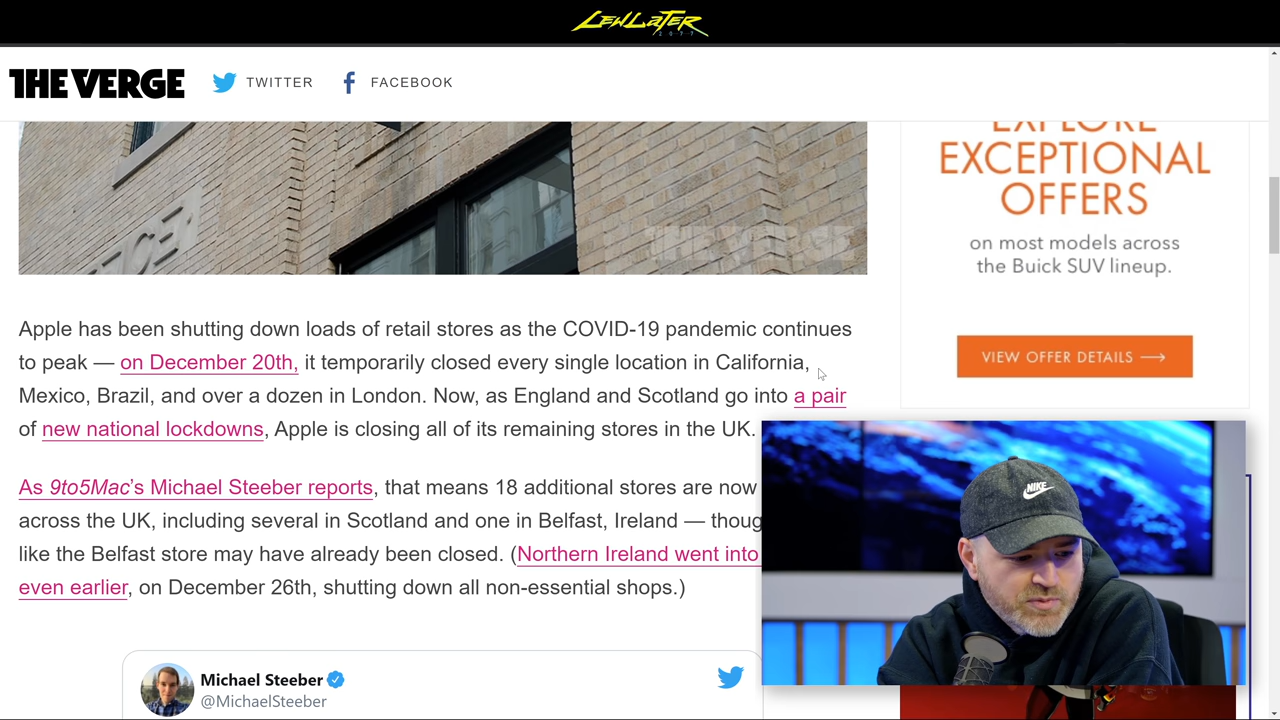 LEWLATER
2077
THE VERGE
TWITTER
FACEBOOK
THE VERGE
EXPLORE
EXCEPTIONAL
OFFERS
on most models across
the Buick SUV lineup.
VIEW OFFER DETAILS
Apple has been shutting down loads of retail stores as the COVID-19 pandemic continues
to peak — on December 20th, it temporarily closed every single location in California,
Mexico, Brazil, and over a dozen in London. Now, as England and Scotland go into a pair
of new national lockdowns, Apple is closing all of its remaining stores in the UK.
As 9to5Mac's Michael Steeber reports, that means 18 additional stores are now
across the UK, including several in Scotland and one in Belfast, Ireland — thoug
like the Belfast store may have already been closed. (Northern Ireland went into
even earlier, on December 26th, shutting down all non-essential shops.)
NIKE
Michael Steeber
@MichaelSteeber